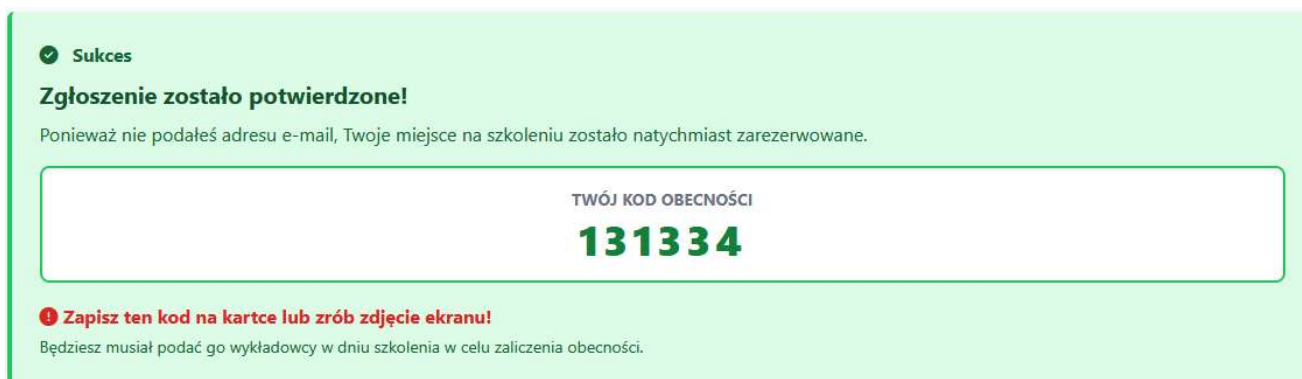 Sukces
Zgłoszenie zostało potwierdzone!
Ponieważ nie podałeś adresu e-mail, Twoje miejsce na szkoleniu zostało natychmiast zarezerwowane.
TWÓJ KOD OBECNOŚCI
131334
Zapisz ten kod na kartce lub zrób zdjęcie ekranu!
Będziesz musiał podać go wykładowcy w dniu szkolenia w celu zaliczenia obecności.